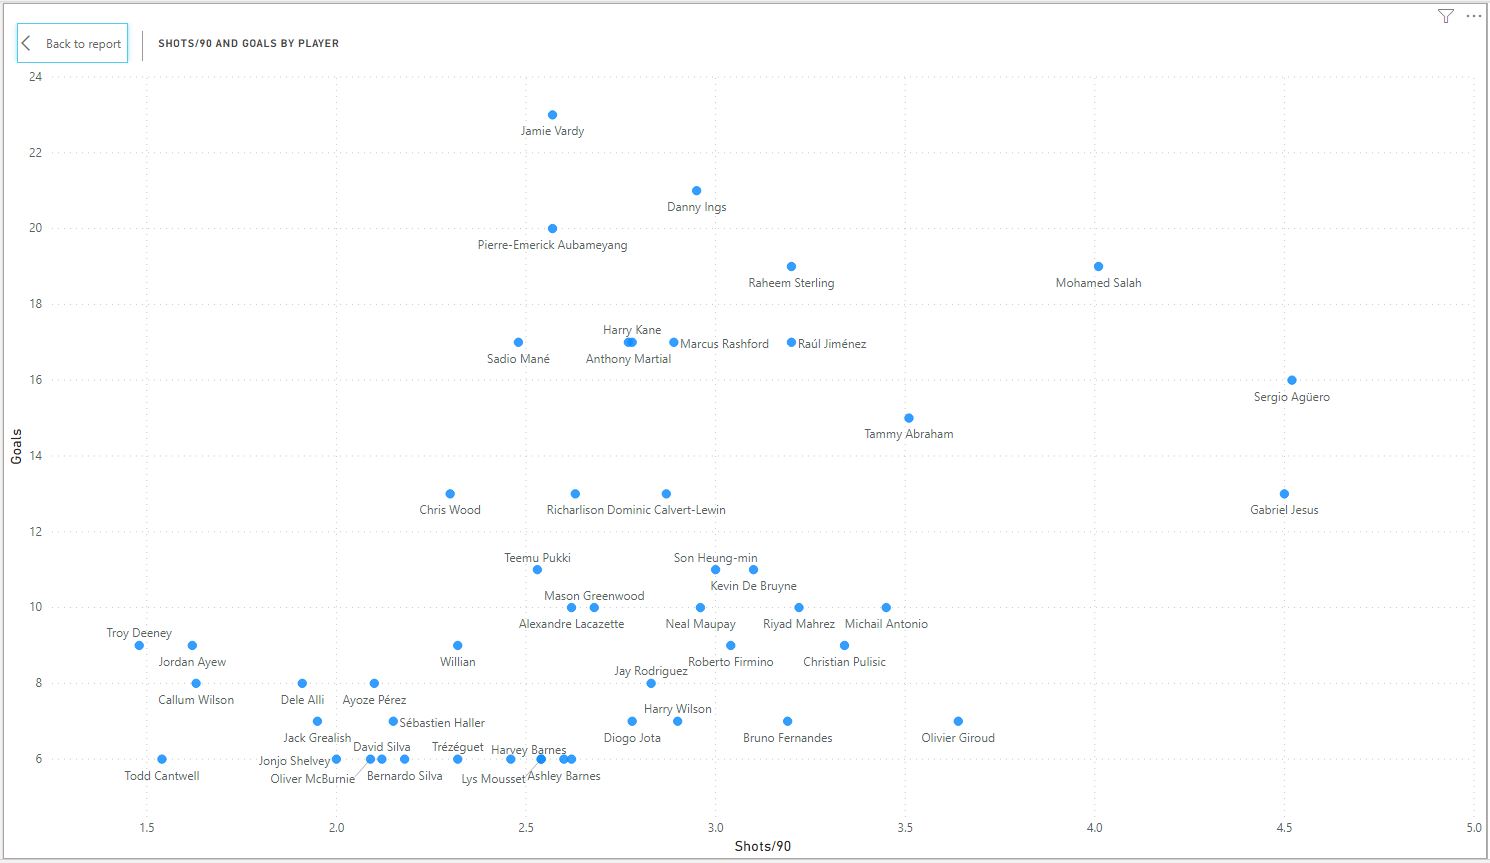 Back to report
SHOTS/90 AND GOALS BY PLAYER
24
Jamie Vardy
22
Danny Ings
20
Pierre-Emerick Aubameyang
Raheem Sterling
Mohamed Salah
18
Harry Kane
Marcus Rashford
Raúl Jiménez
Sadio Mané
Anthony Martial
16
Sergio Agüero
Tammy Abraham
Goals
14
Chris Wood
Richarlison
Dominic Calvert-Lewin
Gabriel Jesus
12
Teemu Pukki
Son Heung-min
Kevin De Bruyne
Mason Greenwood
10
Alexandre Lacazette
Neal Maupay
Riyad Mahrez
Michail Antonio
Troy Deeney
Jordan Ayew
Willian
Roberto Firmino
Christian Pulisic
Jay Rodriguez
8
Callum Wilson
Dele Alli
Ayoze Pérez
Harry Wilson
Sébastien Haller
Jack Grealish
Diogo Jota
Bruno Fernandes
Olivier Giroud
David Silva
Trézéguet
Harvey Barnes
6
Jonjo Shelvey
Todd Cantwell
Oliver McBurnie
Bernardo Silva
Lys Mousset
Ashley Barnes
1.5
2.0
2.5
3.0
3.5
4.0
4.5
5.0
Shots/90